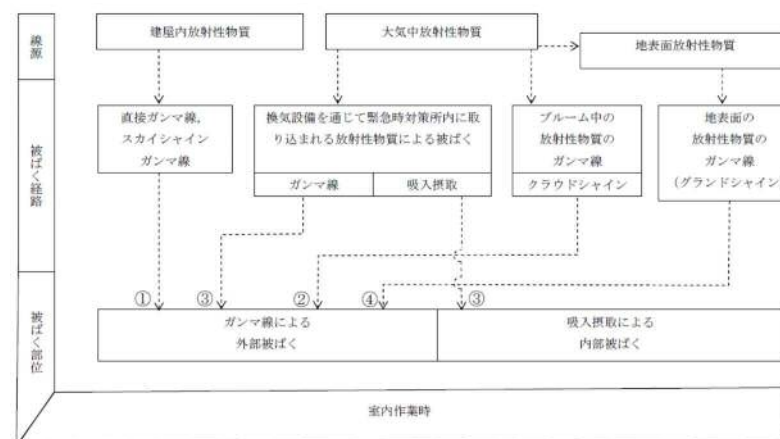 線源
建屋内放射性物質
大気中放射性物質
地表面放射性物質
被ばく経路
直接ガンマ線，
スカイシャイン
ガンマ線
換気設備を通じて緊急時対策所内に取
り込まれる放射性物質による被ばく
ガンマ線
吸入摂取
プルーム中の
放射性物質の
ガンマ線
クラウドシャイン
地表面の
放射性物質の
ガンマ線
（グランドシャイン
①
③
②
④
③
被ばく部位
ガンマ線による
外部被ばく
吸入摂取による
内部被ばく
室内作業時